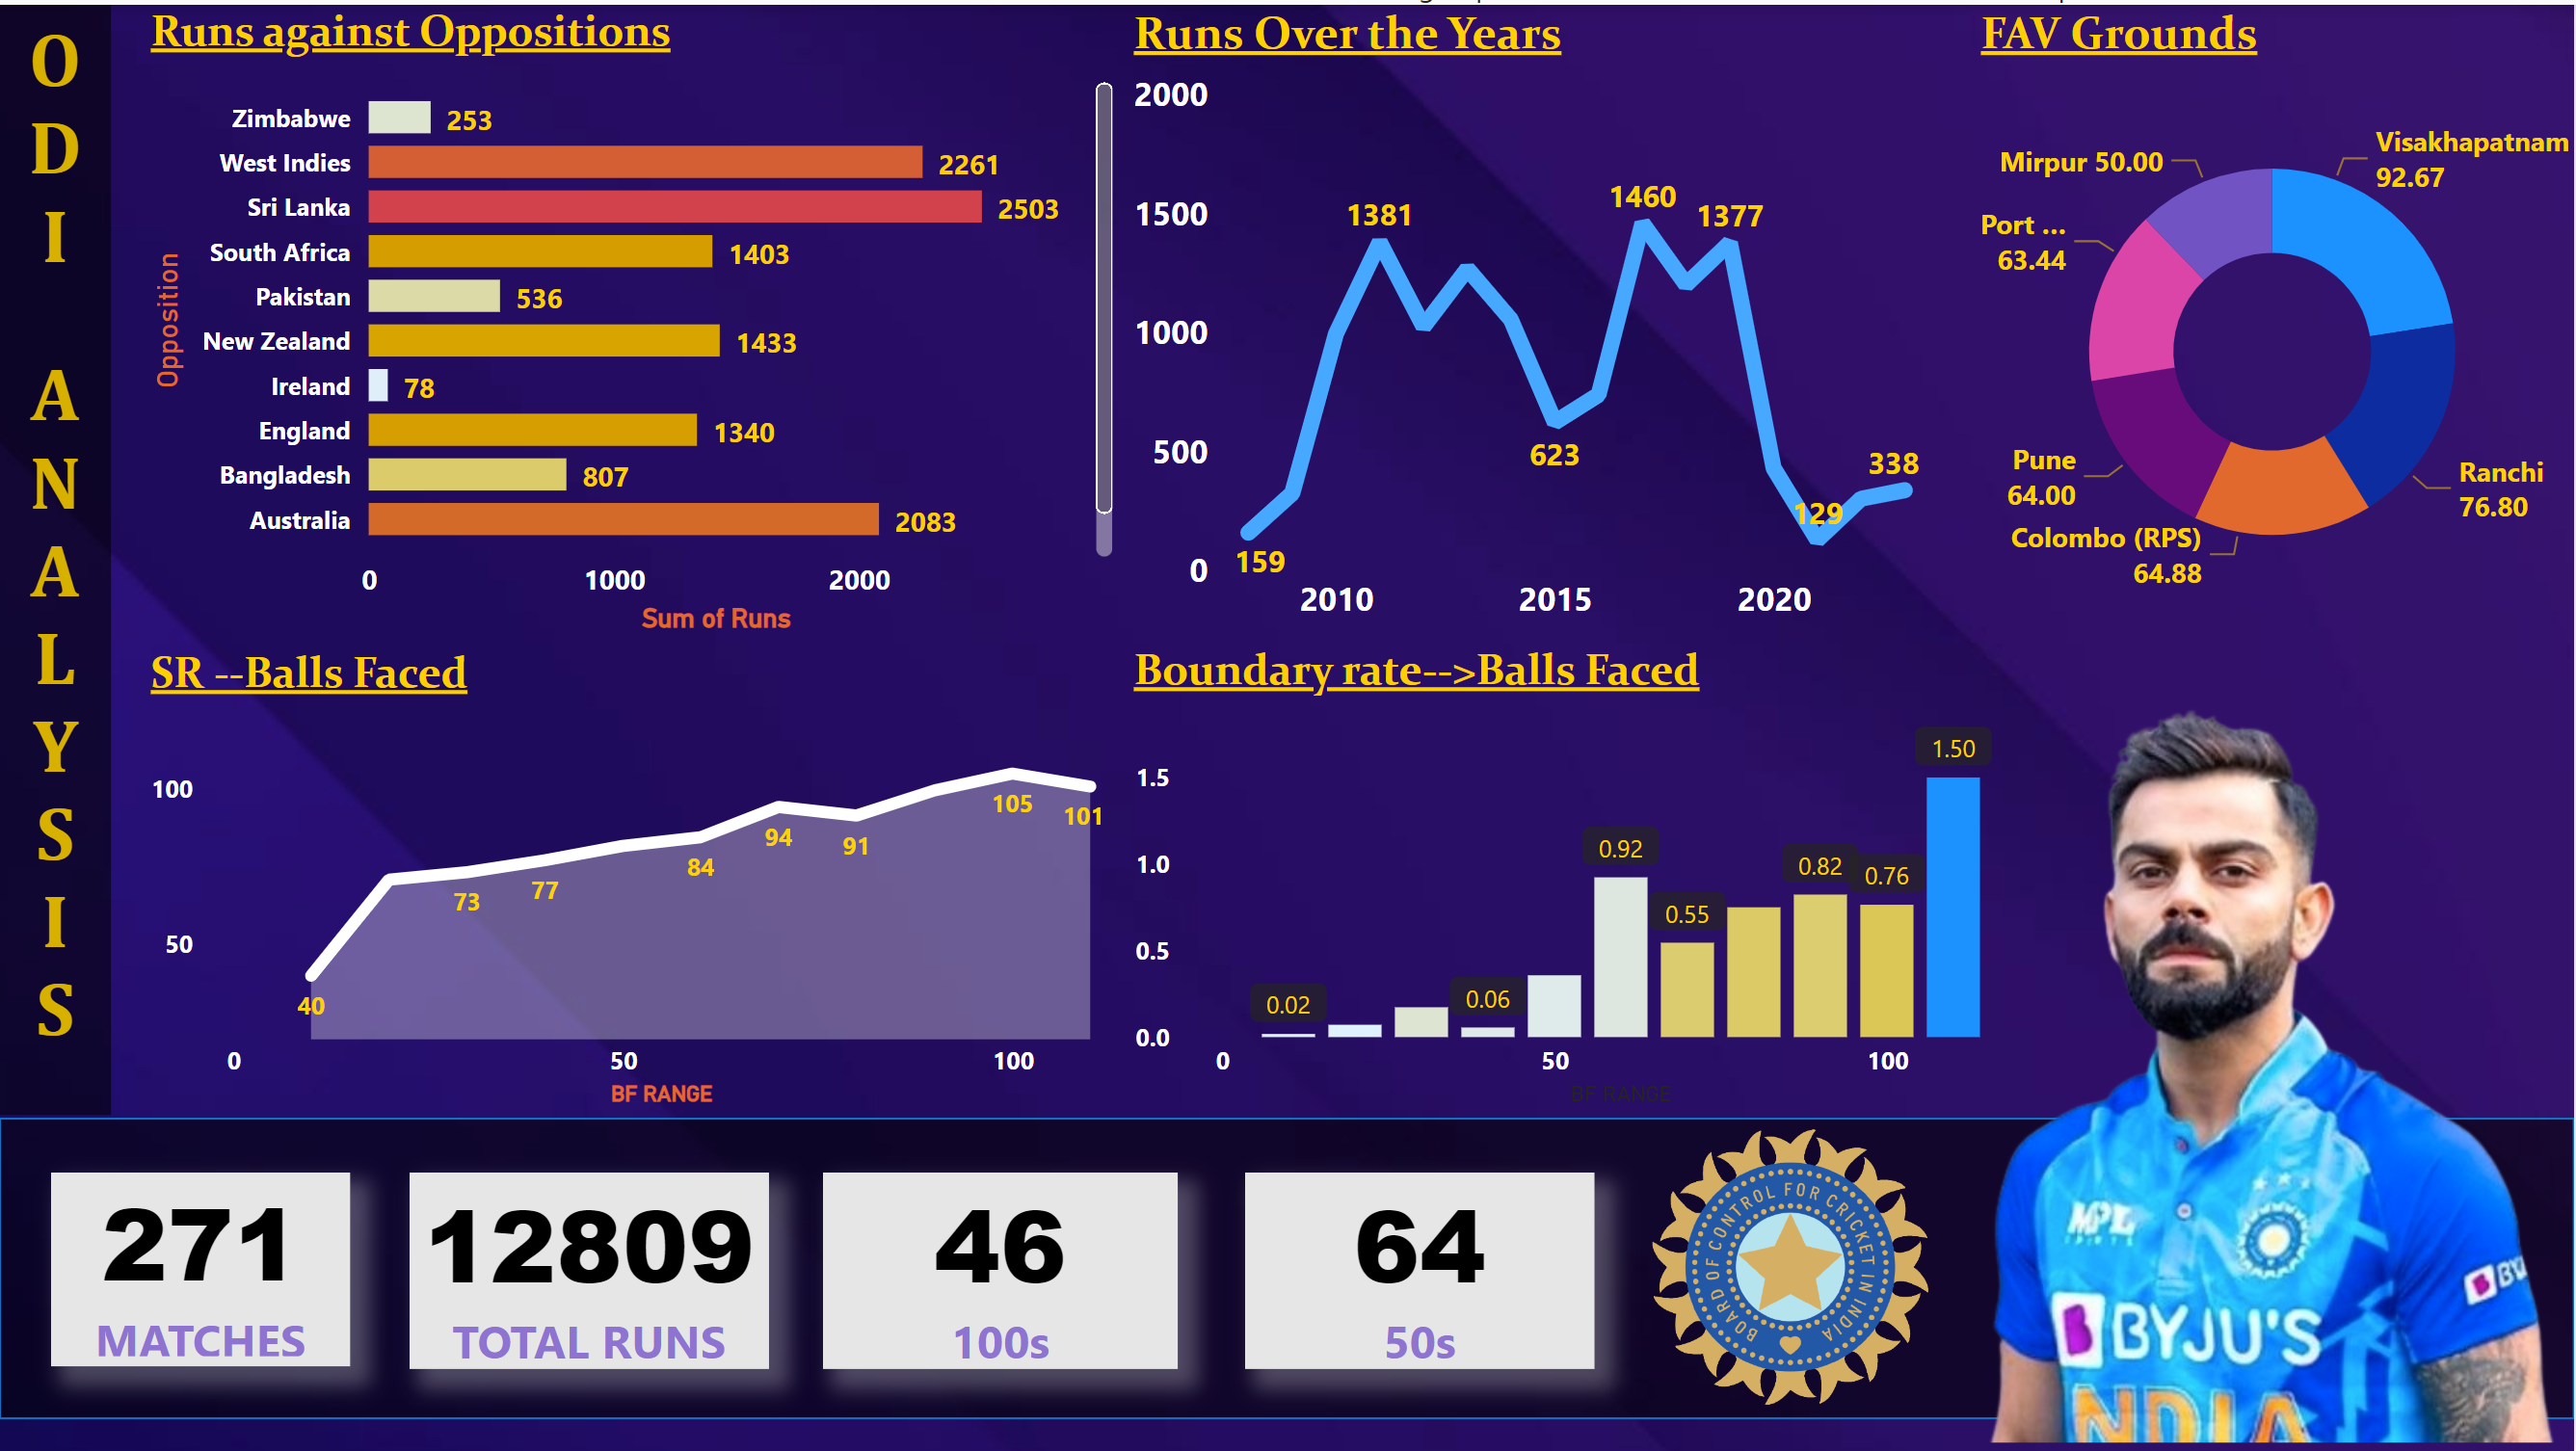 ODI ANALYSIS
Runs against Oppositions
Opposition
Zimbabwe 253
West Indies 2261
Sri Lanka 2503
South Africa 1403
Pakistan 536
New Zealand 1433
Ireland 78
England 1340
Bangladesh 807
Australia 2083
0 1000 2000
Sum of Runs
Runs Over the Years
2000
1500
1000
500
0
159
1381
623
1460
1377
129
338
2010 2015 2020
FAV Grounds
Visakhapatnam
92.67
Ranchi
76.80
Colombo (RPS)
64.88
Pune
64.00
Port ...
63.44
Mirpur 50.00
SR --Balls Faced
100
50
40
73
77
84
94
91
105
101
0 50 100
BF RANGE
Boundary rate-->Balls Faced
1.5
1.0
0.5
0.0
0.02
0.06
0.92
0.55
0.82
0.76
1.50
0 50 100
BF RANGE
271
MATCHES
12809
TOTAL RUNS
46
100s
64
50s
BOARD OF CONTROL FOR CRICKET IN INDIA
MPL
B BYJU'S